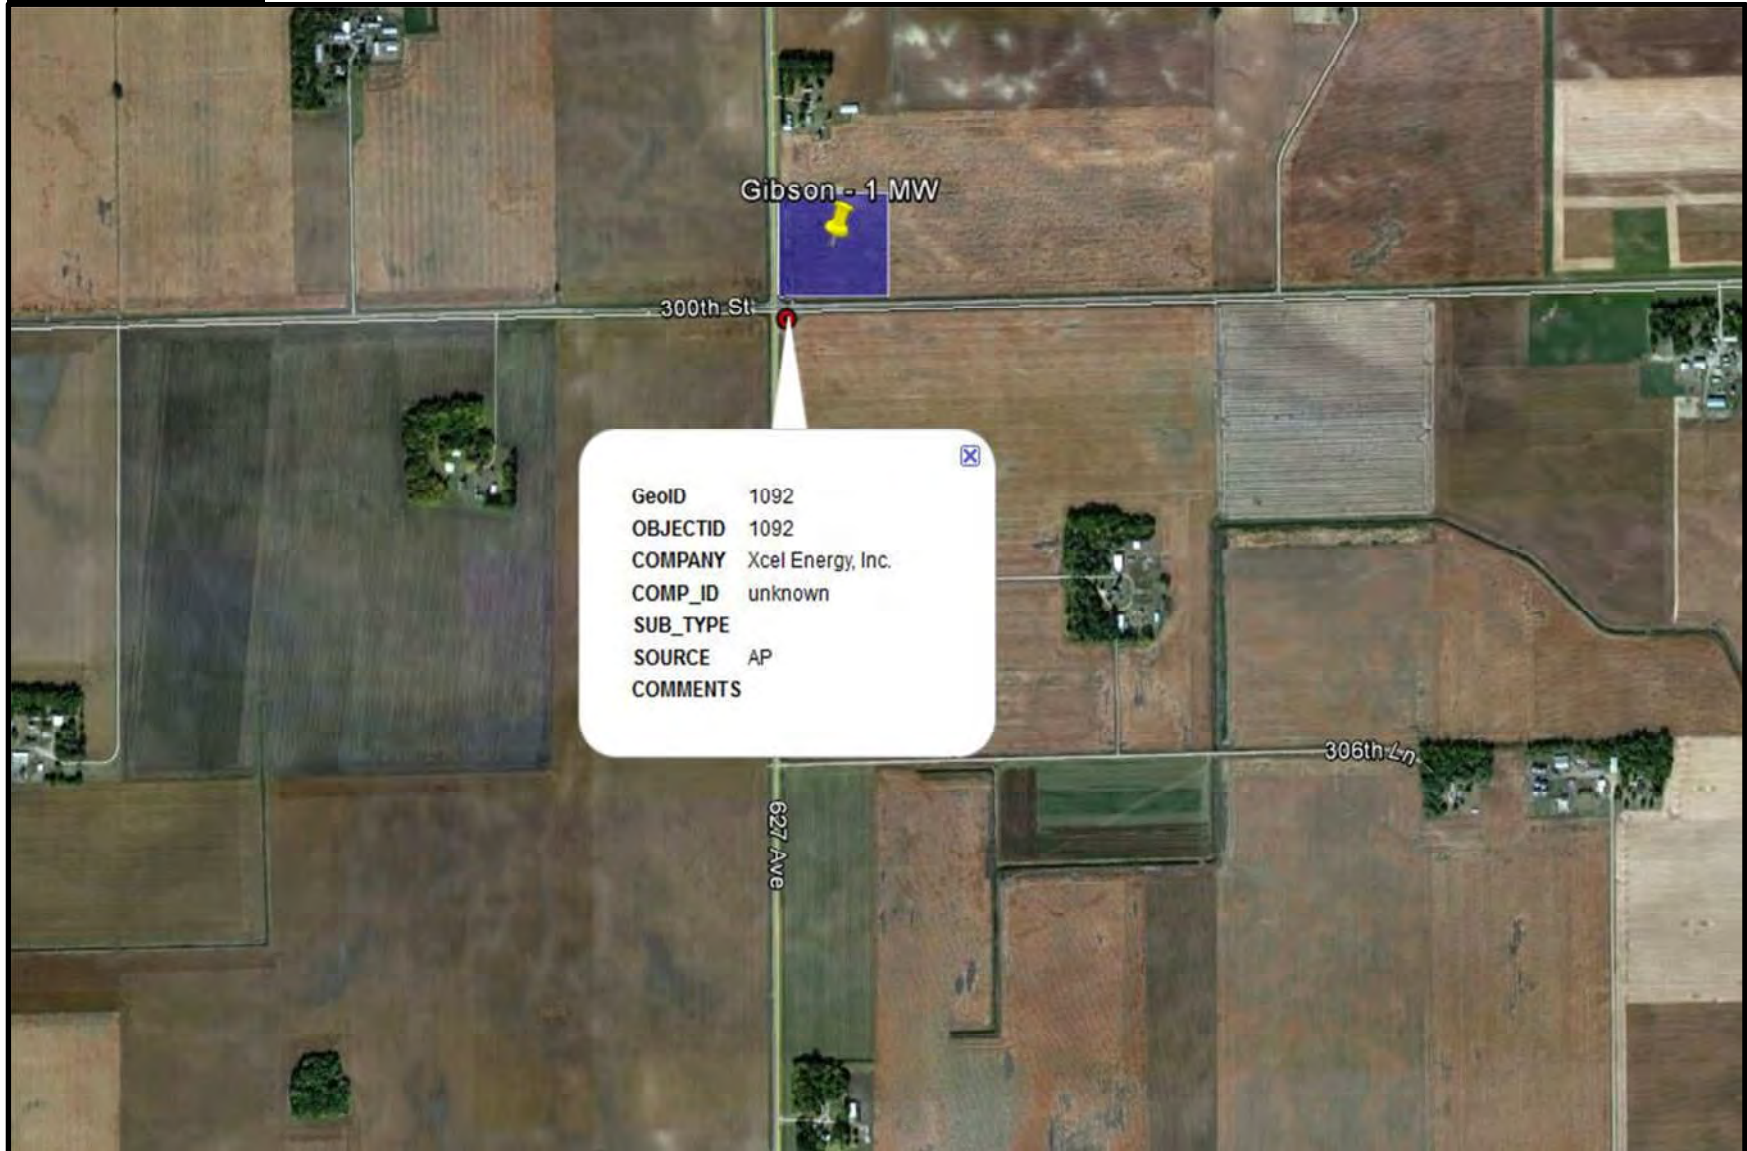 Gibson - 1 MW
300th St
GeoID 1092
OBJECTID 1092
COMPANY Xcel Energy, Inc.
COMP_ID unknown
SUB_TYPE
SOURCE AP
COMMENTS
306th Ln
627 Ave